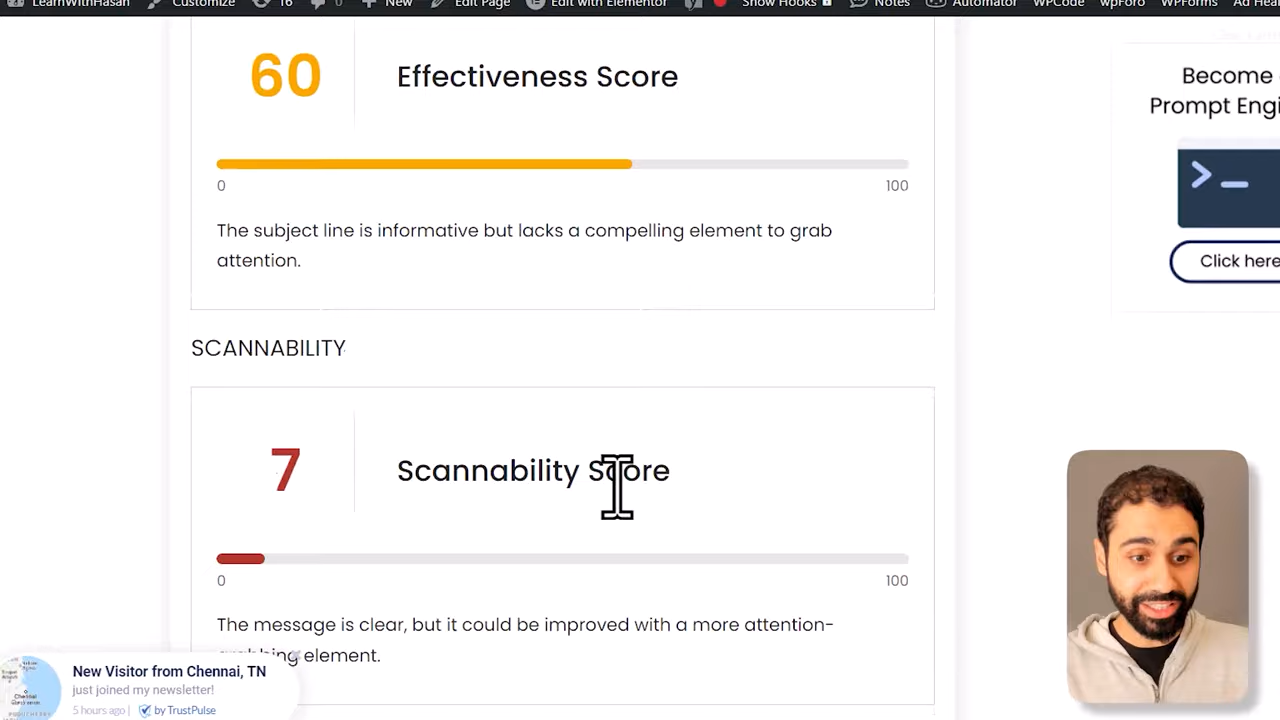 LearnWithHasan Customize 16 0 New Edit Page Edit with Elementor Show Hooks Notes Automator WPCode wpForo WPForms Ad Heal
60 Effectiveness Score
0 100
The subject line is informative but lacks a compelling element to grab
attention.
SCANNABILITY
7 Scannability Score
0 100
The message is clear, but it could be improved with a more attention-
grabbing element.
Become
Prompt Engi
>_
Click here
New Visitor from Chennai, TN
just joined my newsletter!
5 hours ago | by TrustPulse